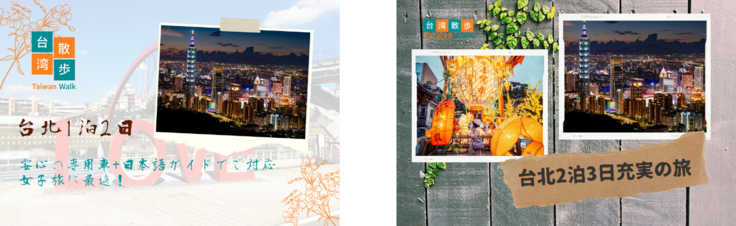 台 散
湾 歩
Taiwan Walk
台北1泊2日
安心の専用車+日本語ガイドでご対応
女子旅に最適！
台湾散歩
台北2泊3日充実の旅